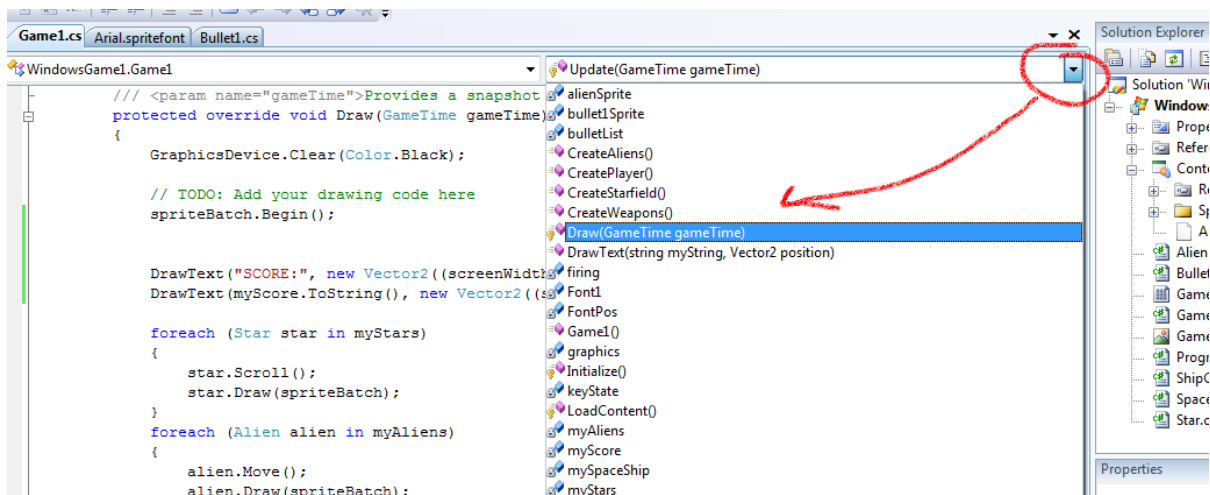 Game1.cs Arial.spritefont Bullet1.cs
WindowsGame1.Game1
Update(GameTime gameTime)
/// <param name="gameTime">Provides a snapshot
protected override void Draw(GameTime gameTime)
{
GraphicsDevice.Clear(Color.Black);
// TODO: Add your drawing code here
spriteBatch.Begin();
DrawText("SCORE:", new Vector2((screenWidth
DrawText(myScore.ToString(), new Vector2((s
foreach (Star star in myStars)
{
star.Scroll();
star.Draw(spriteBatch);
}
foreach (Alien alien in myAliens)
{
alien.Move();
alien.Draw(spriteBatch);
alienSprite
bullet1Sprite
bulletList
CreateAliens()
CreatePlayer()
CreateStarfield()
CreateWeapons()
Draw(GameTime gameTime)
DrawText(string myString, Vector2 position)
firing
Font1
FontPos
Game1()
graphics
Initialize()
keyState
LoadContent()
myAliens
myScore
mySpaceShip
myStars
Solution Explorer
Solution 'Wi
Windows
Prope
Refer
Conte
Re
Sp
A
Alien
Bullet
Game
Game
Game
Progr
ShipC
Space
Star.c
Properties